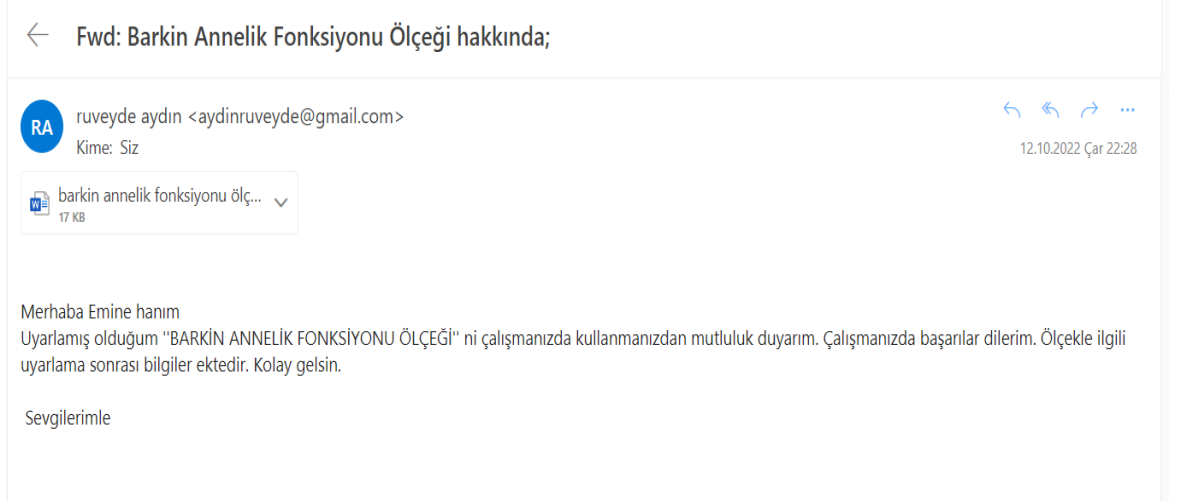 Fwd: Barkin Annelik Fonksiyonu Ölçeği hakkında;
RA
ruveyde aydın <aydinruveyde@gmail.com>
Kime: Siz
12.10.2022 Çar 22:28
barkin annelik fonksiyonu ölç...
17 KB
Merhaba Emine hanım
Uyarlamış olduğum ''BARKİN ANNELİK FONKSİYONU ÖLÇEĞİ'' ni çalışmanızda kullanmanızdan mutluluk duyarım. Çalışmanızda başarılar dilerim. Ölçekle ilgili
uyarlama sonrası bilgiler ektedir. Kolay gelsin.
Sevgilerimle